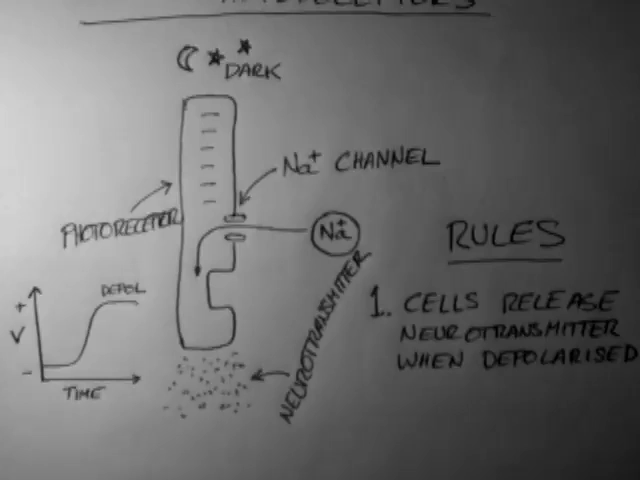 DARK
Na+ CHANNEL
PHOTORECEPTOR
Na+
NEUROTRANSMITTER
+
V
-
DEPOL
TIME
RULES
1. CELLS RELEASE
NEUROTRANSMITTER
WHEN DEPOLARISED